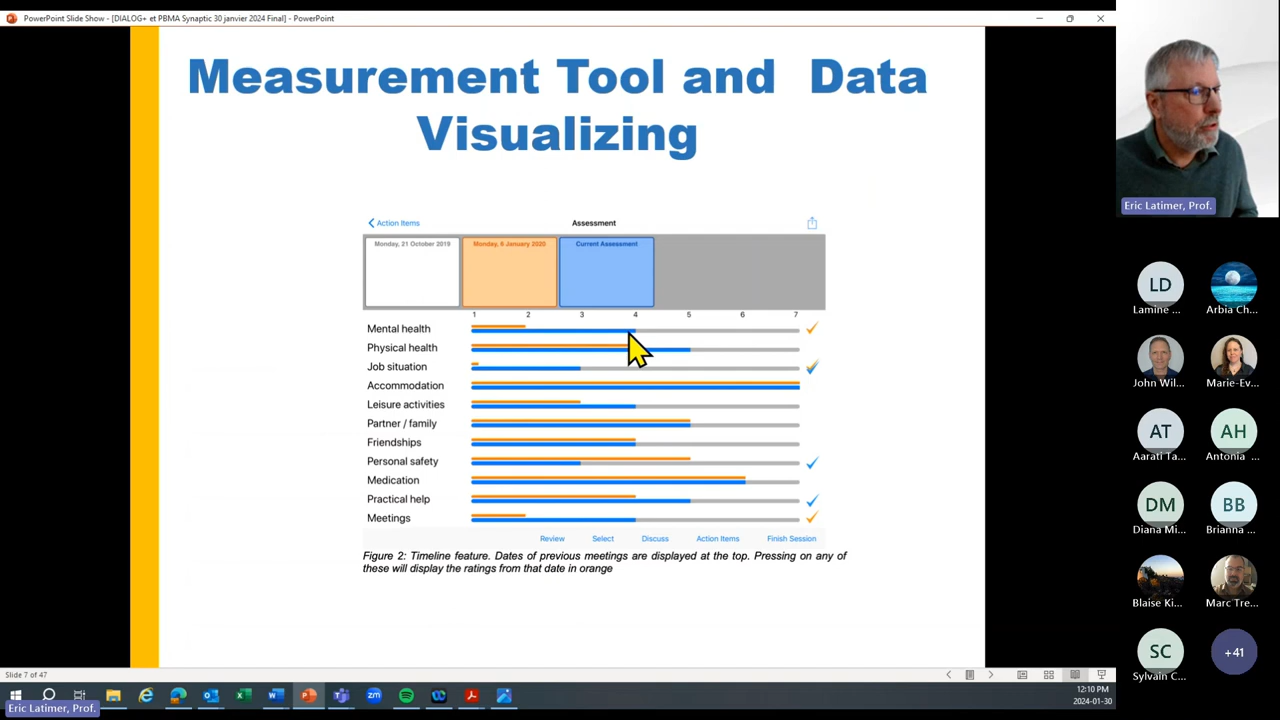 PowerPoint Slide Show - [DIALOG+ et PBMA Synaptic 30 janvier 2024 Final] - PowerPoint
Measurement Tool and Data
Visualizing
Action Items
Assessment
Monday, 21 October 2019
Monday, 6 January 2020
Current Assessment
1 2 3 4 5 6 7
Mental health
Physical health
Job situation
Accommodation
Leisure activities
Partner / family
Friendships
Personal safety
Medication
Practical help
Meetings
Review Select Discuss Action Items Finish Session
Figure 2: Timeline feature. Dates of previous meetings are displayed at the top. Pressing on any of
these will display the ratings from that date in orange
Eric Latimer, Prof.
LD
Lamine ...
Arbia Ch...
John Wil...
Marie-Ev...
AT
Aarati Ta...
AH
Antonia ...
DM
Diana Mi...
BB
Brianna ...
Blaise Ki...
Marc Tre...
SC
Sylvain C...
+41
Slide 7 of 47
12:10 PM
2024-01-30
Eric Latimer, Prof.